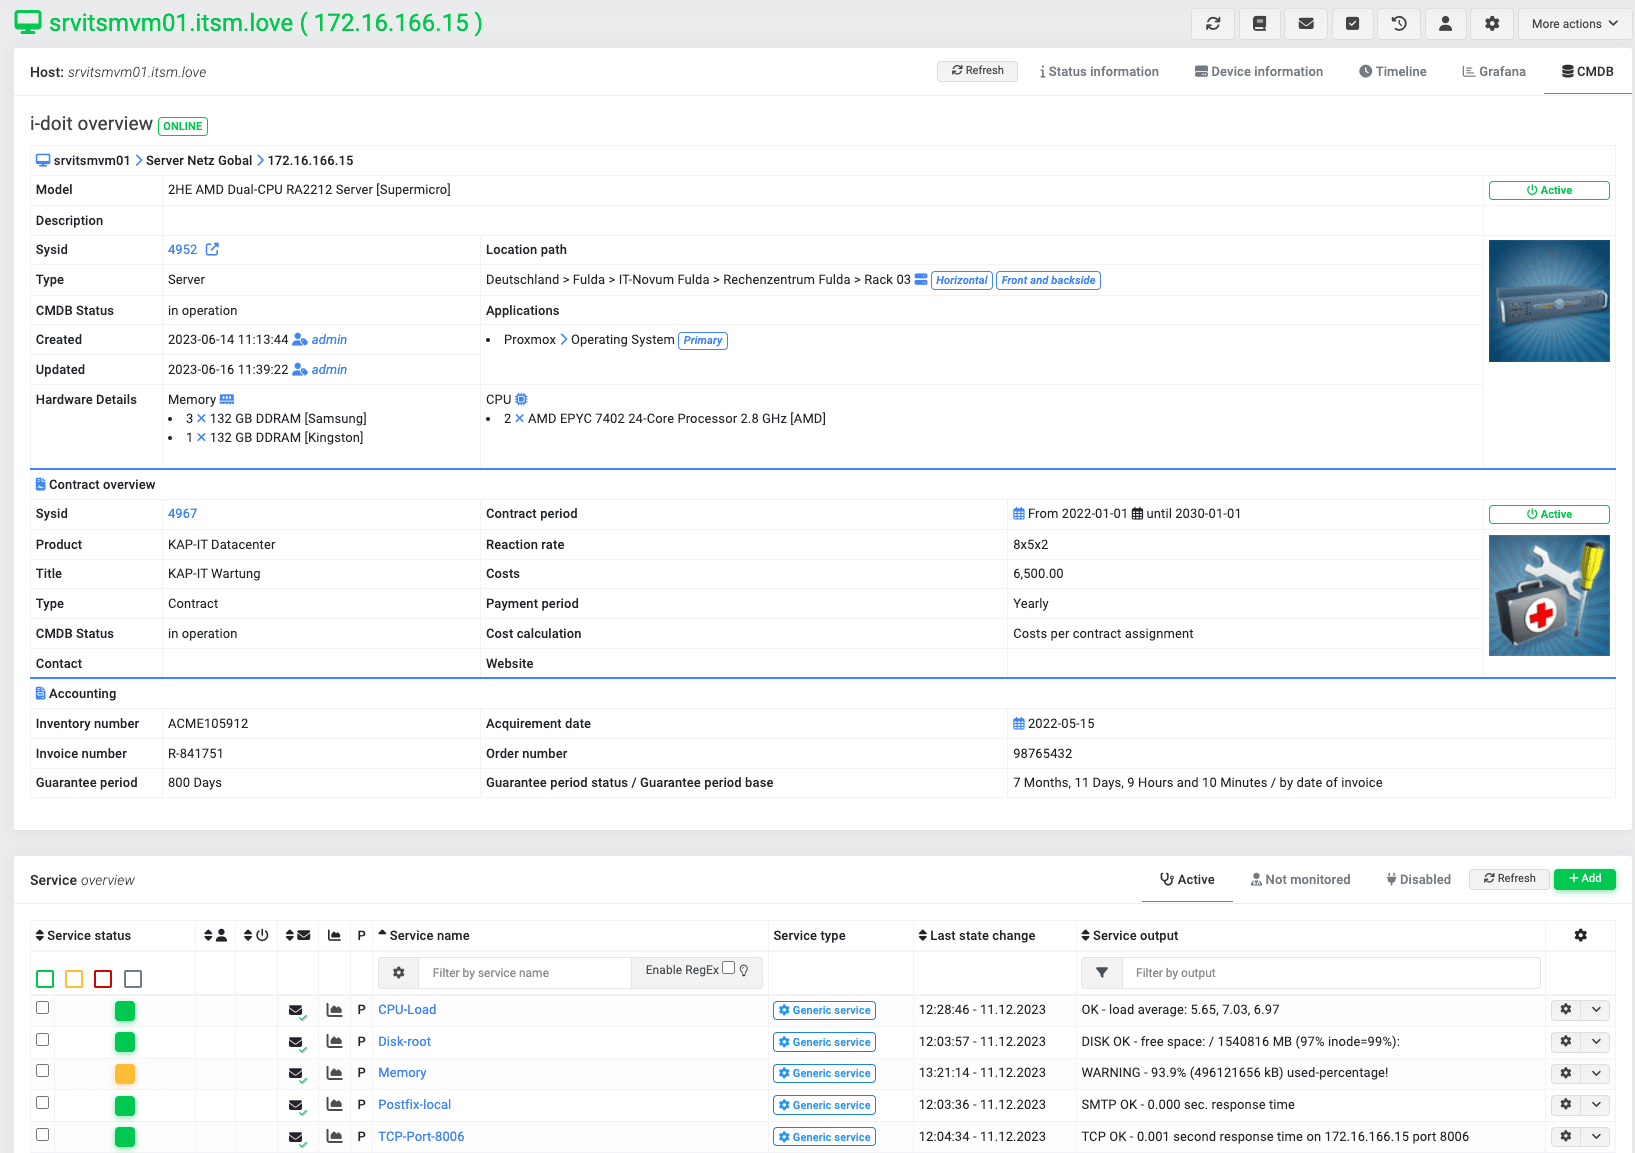 srvitsmvm01.itsm.love ( 172.16.166.15 )
More actions
Host: srvitsmvm01.itsm.love
Refresh
Status information
Device information
Timeline
Grafana
CMDB
i-doit overview ONLINE
srvitsmvm01 > Server Netz Gobal > 172.16.166.15
Model 2HE AMD Dual-CPU RA2212 Server [Supermicro] Active
Description
Sysid 4952 Location path
Type Server Deutschland > Fulda > IT-Novum Fulda > Rechenzentrum Fulda > Rack 03 Horizontal Front and backside
CMDB Status in operation Applications
Created 2023-06-14 11:13:44 admin • Proxmox > Operating System Primary
Updated 2023-06-16 11:39:22 admin
Hardware Details Memory CPU
• 3 × 132 GB DDRAM [Samsung] • 2 × AMD EPYC 7402 24-Core Processor 2.8 GHz [AMD]
• 1 × 132 GB DDRAM [Kingston]
Contract overview
Sysid 4967 Contract period From 2022-01-01 until 2030-01-01 Active
Product KAP-IT Datacenter Reaction rate 8x5x2
Title KAP-IT Wartung Costs 6,500.00
Type Contract Payment period Yearly
CMDB Status in operation Cost calculation Costs per contract assignment
Contact Website
Accounting
Inventory number ACME105912 Acquirement date 2022-05-15
Invoice number R-841751 Order number 98765432
Guarantee period 800 Days Guarantee period status / Guarantee period base 7 Months, 11 Days, 9 Hours and 10 Minutes / by date of invoice
Service overview
Active
Not monitored
Disabled
Refresh
+ Add
Service status P Service name Service type Last state change Service output
Filter by service name Enable RegEx Filter by output
P CPU-Load Generic service 12:28:46 - 11.12.2023 OK - load average: 5.65, 7.03, 6.97
P Disk-root Generic service 12:03:57 - 11.12.2023 DISK OK - free space: / 1540816 MB (97% inode=99%):
P Memory Generic service 13:21:14 - 11.12.2023 WARNING - 93.9% (496121656 kB) used-percentage!
P Postfix-local Generic service 12:03:36 - 11.12.2023 SMTP OK - 0.000 sec. response time
P TCP-Port-8006 Generic service 12:04:34 - 11.12.2023 TCP OK - 0.001 second response time on 172.16.166.15 port 8006